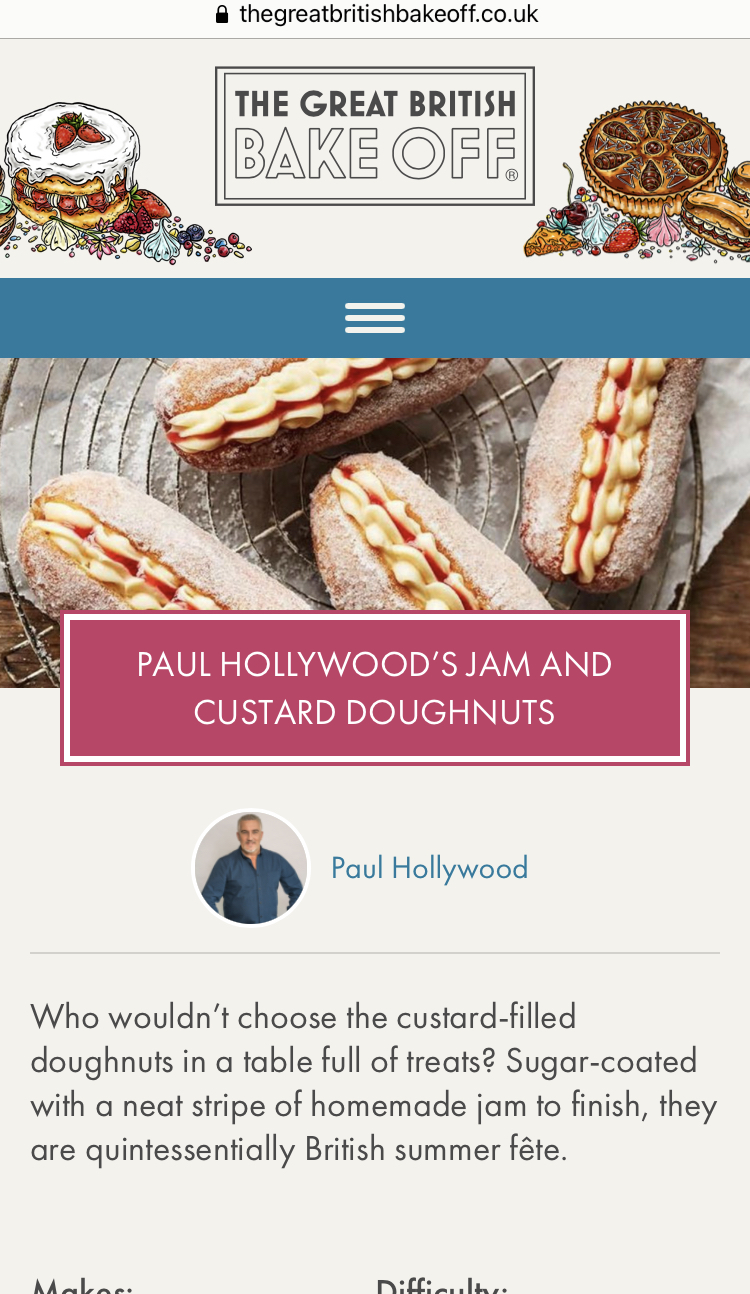 thegreatbritishbakeoff.co.uk
THE GREAT BRITISH
BAKE OFF®
PAUL HOLLYWOOD’S JAM AND
CUSTARD DOUGHNUTS
Paul Hollywood
Who wouldn’t choose the custard-filled
doughnuts in a table full of treats? Sugar-coated
with a neat stripe of homemade jam to finish, they
are quintessentially British summer fête.
Makes: Difficulty: